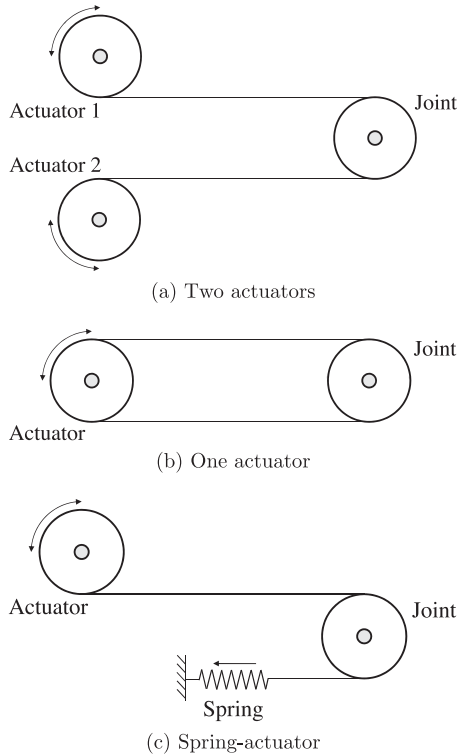 Actuator 1
Joint
Actuator 2
(a) Two actuators
Joint
Actuator
(b) One actuator
Actuator
Joint
Spring
(c) Spring-actuator